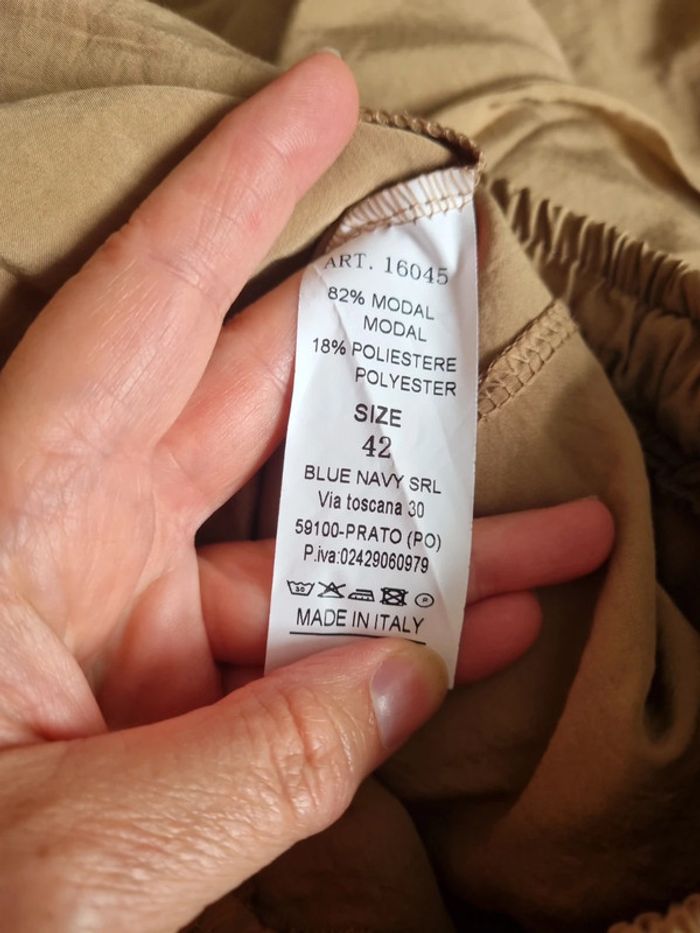 ART. 16045
82% MODAL
MODAL
18% POLIESTERE
POLYESTER
SIZE
42
BLUE NAVY SRL
Via toscana 30
59100-PRATO (PO)
P.iva:02429060979
30 P
MADE IN ITALY